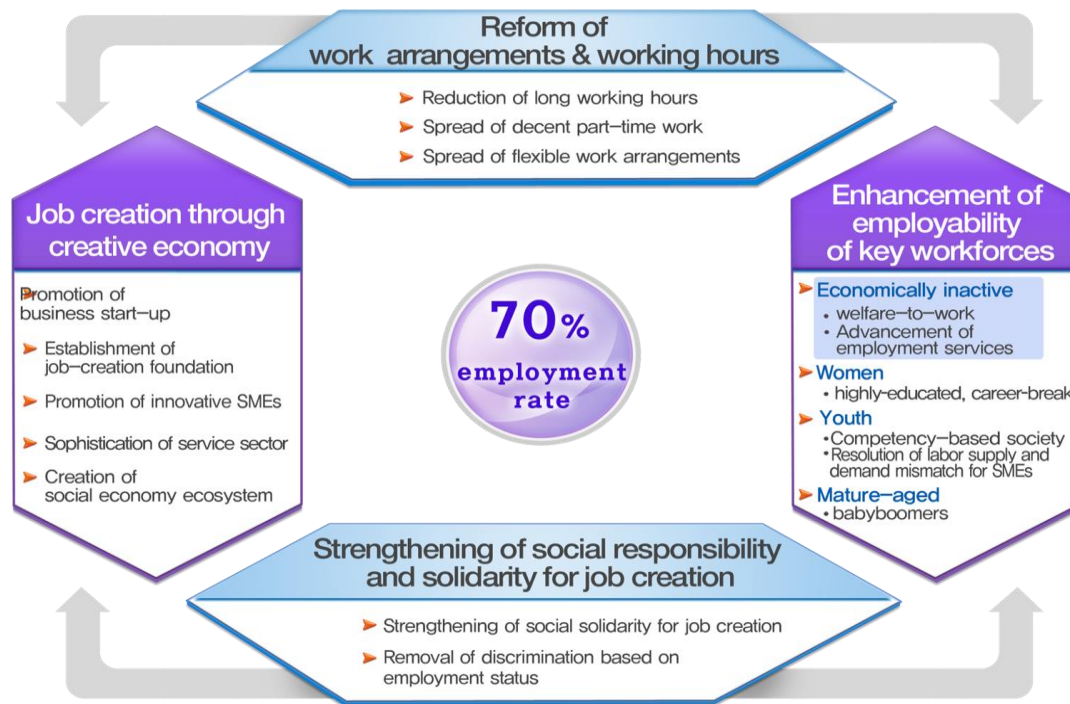 Reform of
work arrangements & working hours
Reduction of long working hours
Spread of decent part-time work
Spread of flexible work arrangements
Job creation through
creative economy
Promotion of
business start-up
Establishment of
job-creation foundation
Promotion of innovative SMEs
Sophistication of service sector
Creation of
social economy ecosystem
70%
employment
rate
Enhancement of
employability
of key workforces
Economically inactive
• welfare-to-work
• Advancement of
employment services
Women
• highly-educated, career-break
Youth
• Competency-based society
• Resolution of labor supply and
demand mismatch for SMEs
Mature-aged
• babyboomers
Strengthening of social responsibility
and solidarity for job creation
Strengthening of social solidarity for job creation
Removal of discrimination based on
employment status